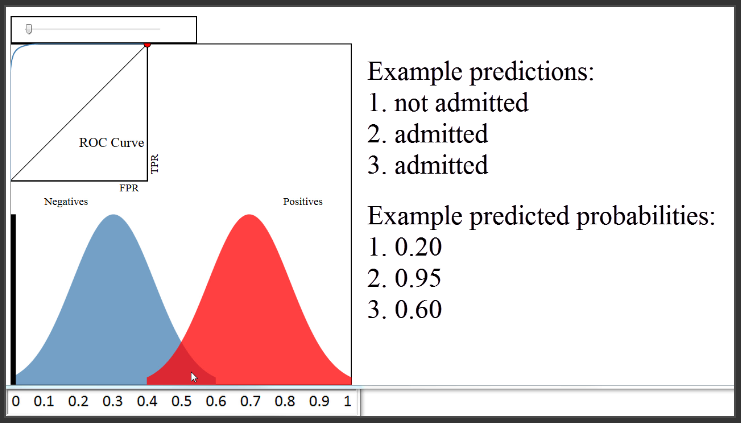 ROC Curve
TPR
FPR
Negatives
Positives
0 0.1 0.2 0.3 0.4 0.5 0.6 0.7 0.8 0.9 1
Example predictions:
1. not admitted
2. admitted
3. admitted
Example predicted probabilities:
1. 0.20
2. 0.95
3. 0.60